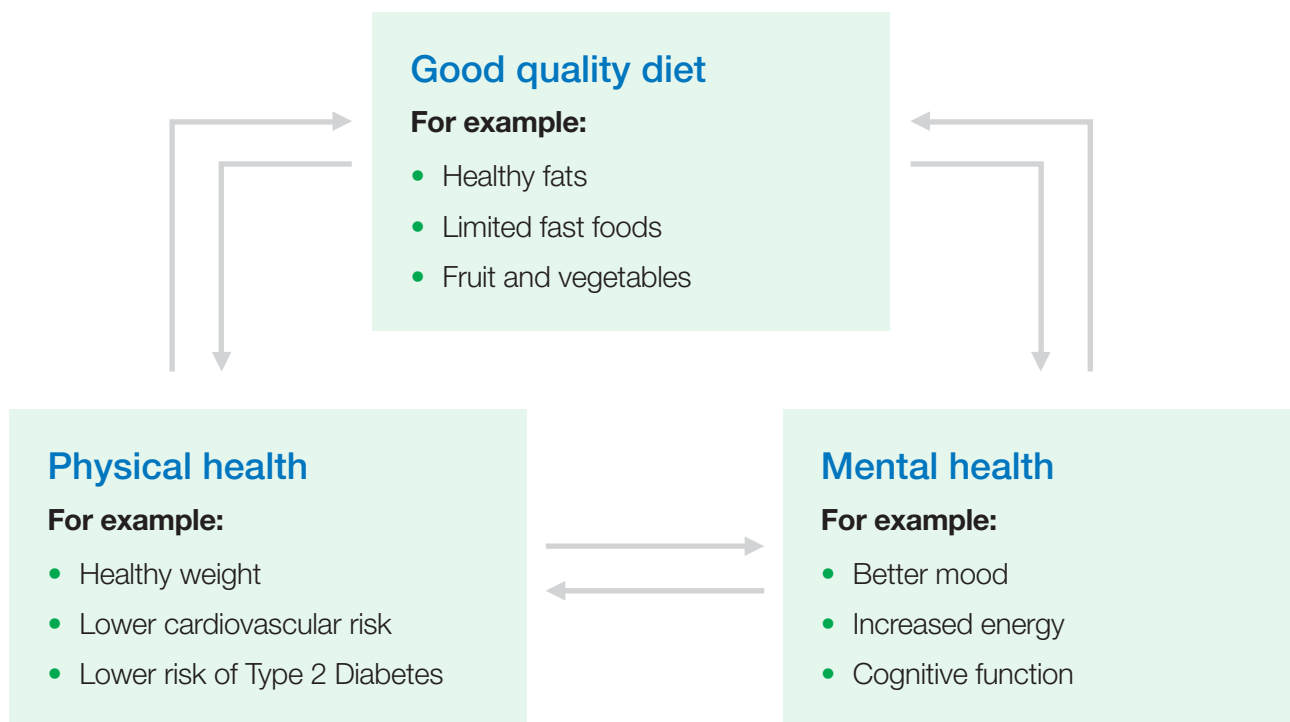 Good quality diet
For example:
• Healthy fats
• Limited fast foods
• Fruit and vegetables
Physical health
For example:
• Healthy weight
• Lower cardiovascular risk
• Lower risk of Type 2 Diabetes
Mental health
For example:
• Better mood
• Increased energy
• Cognitive function